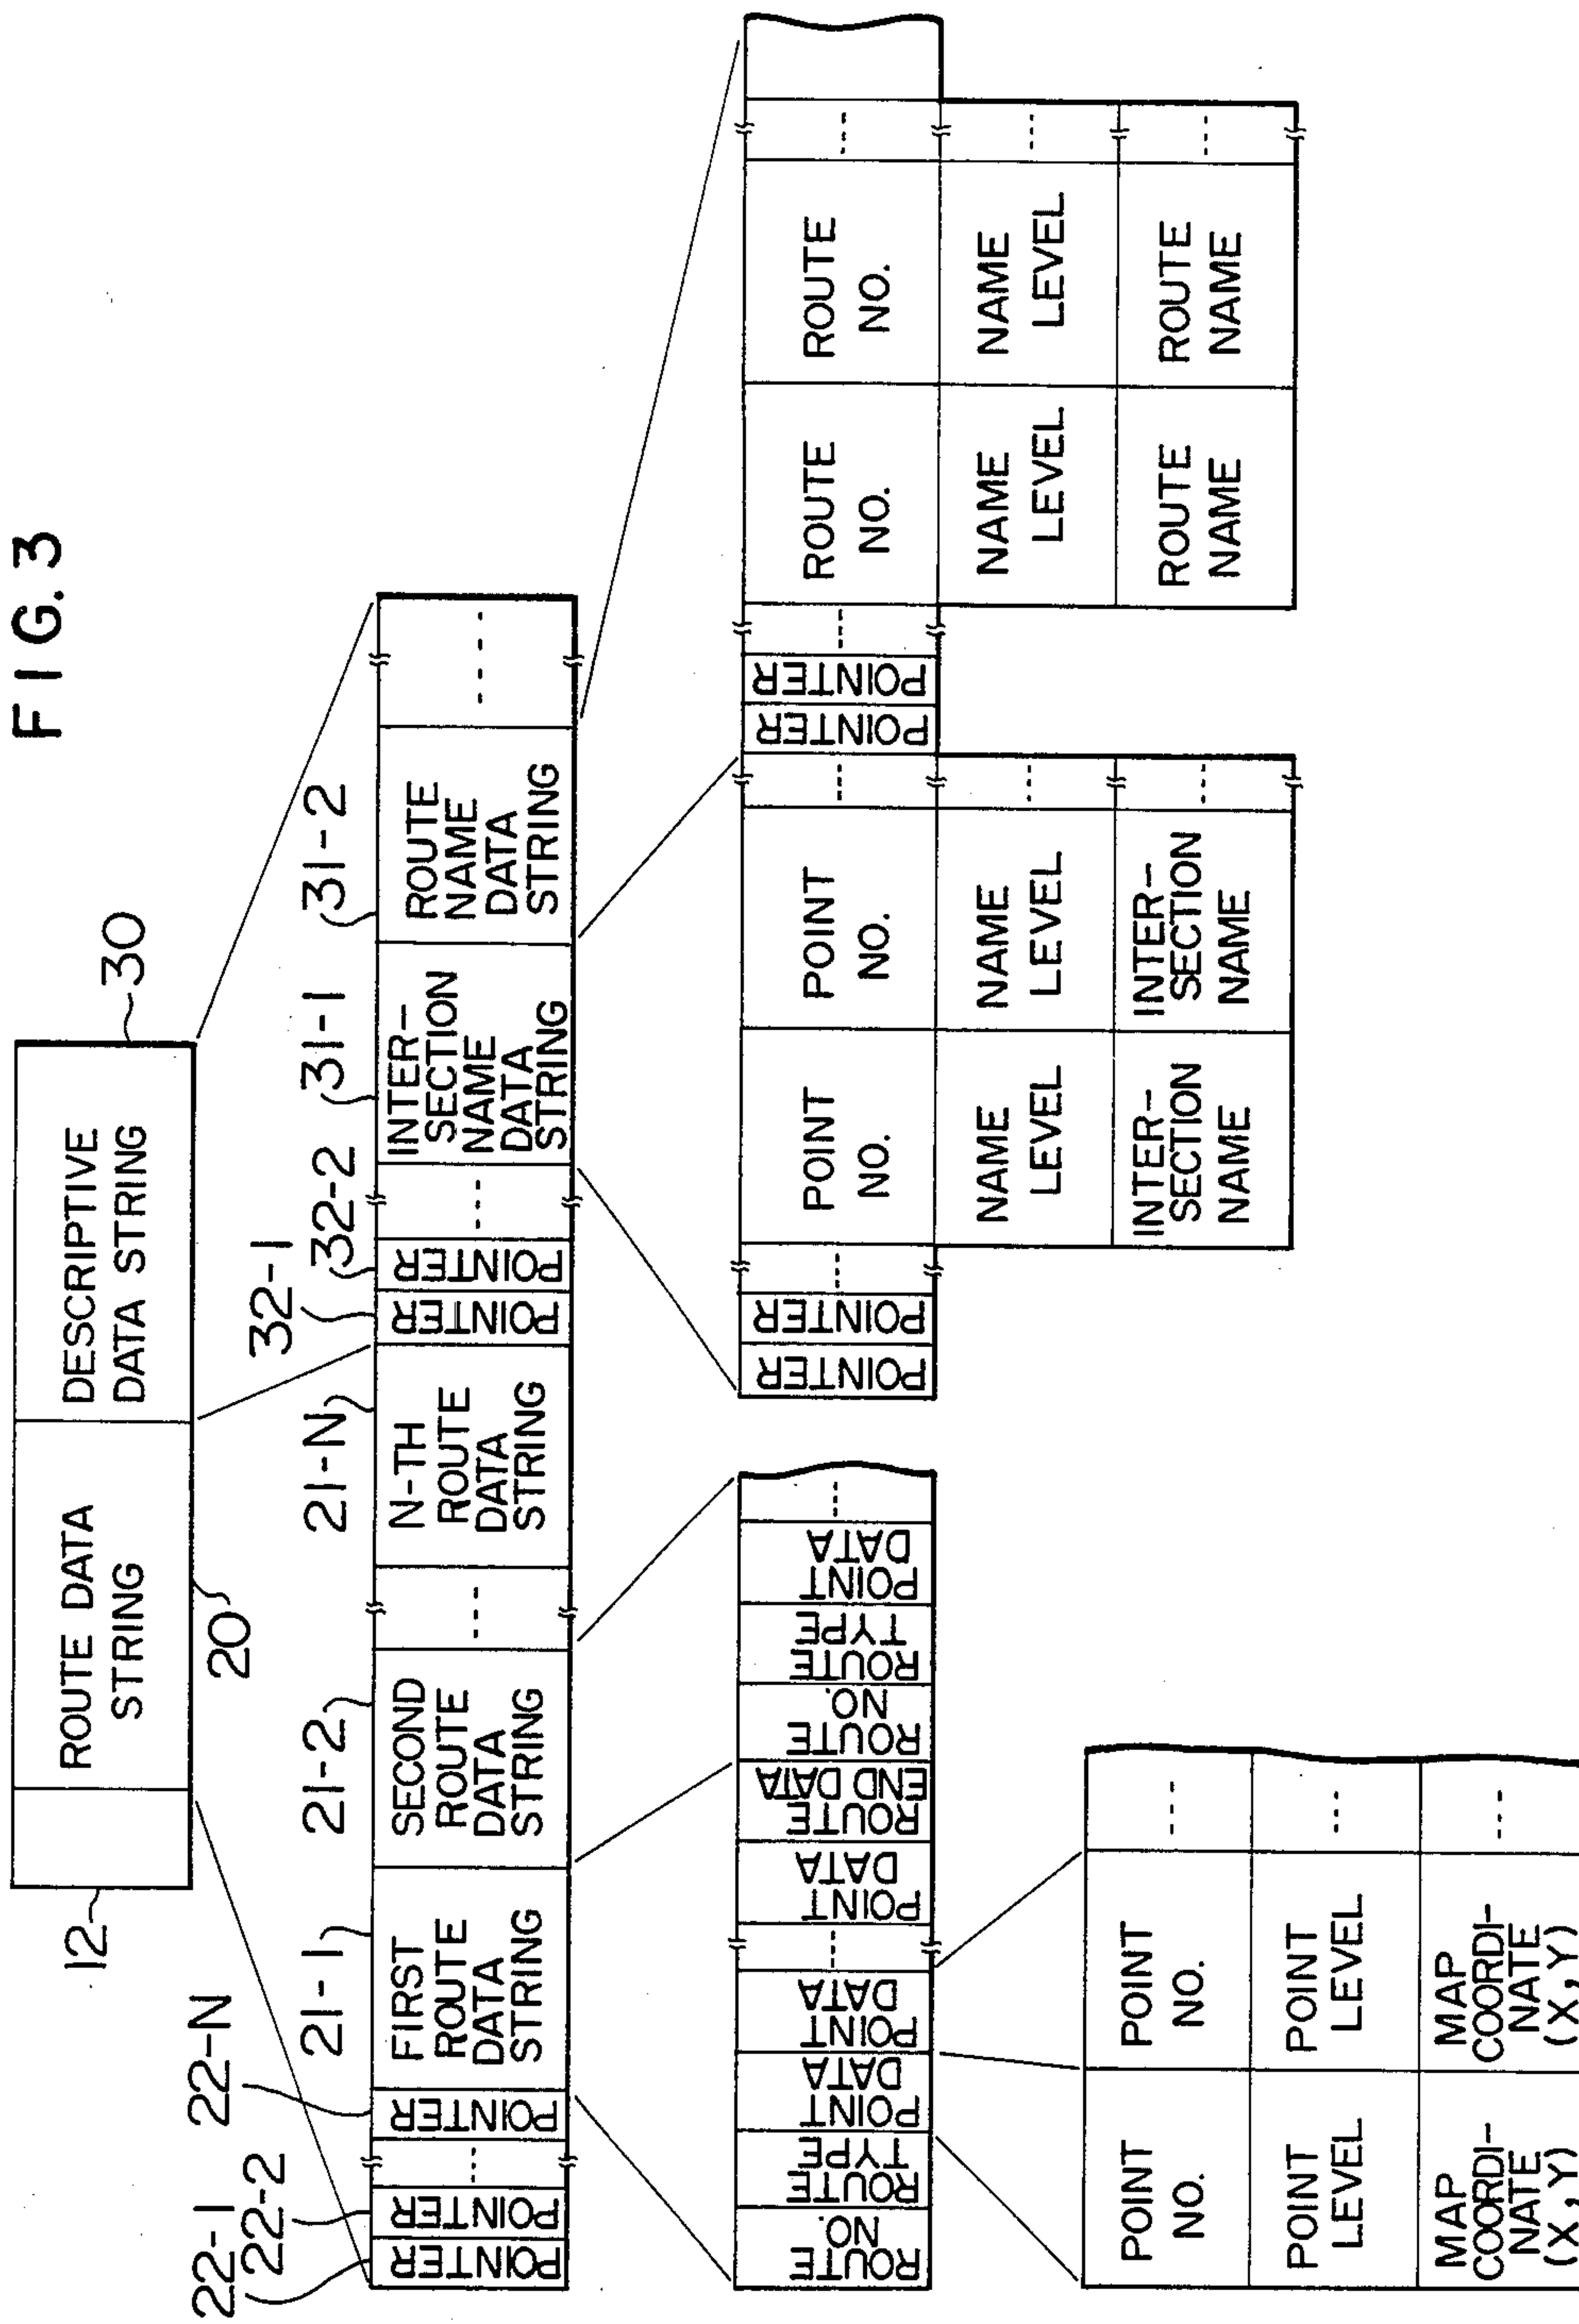 FIG. 3
12
ROUTE DATA
STRING
DESCRIPTIVE
DATA STRING
20
30
22-1
22-2
22-N
21-1
21-2
21-N
32-1
32-2
31-1
31-2
POINTER
POINTER
----
POINTER
FIRST
ROUTE
DATA
STRING
SECOND
ROUTE
DATA
STRING
----
N-TH
ROUTE
DATA
STRING
POINTER
POINTER
----
INTER-
SECTION
NAME
DATA
STRING
ROUTE
NAME
DATA
STRING
----
ROUTE
NO.
ROUTE
TYPE
POINT
DATA
POINT
DATA
----
POINT
DATA
ROUTE
END DATA
ROUTE
NO.
ROUTE
TYPE
POINT
DATA
----
POINTER
POINTER
----
POINT
NO.
POINT
NO.
----
NAME
LEVEL
NAME
LEVEL
----
INTER-
SECTION
NAME
INTER-
SECTION
NAME
----
POINTER
POINTER
----
ROUTE
NO.
ROUTE
NO.
----
NAME
LEVEL
NAME
LEVEL
----
ROUTE
NAME
ROUTE
NAME
----
POINT
NO.
POINT
NO.
----
POINT
LEVEL
POINT
LEVEL
----
MAP
COORDI-
NATE
(X,Y)
MAP
COORDI-
NATE
(X,Y)
----